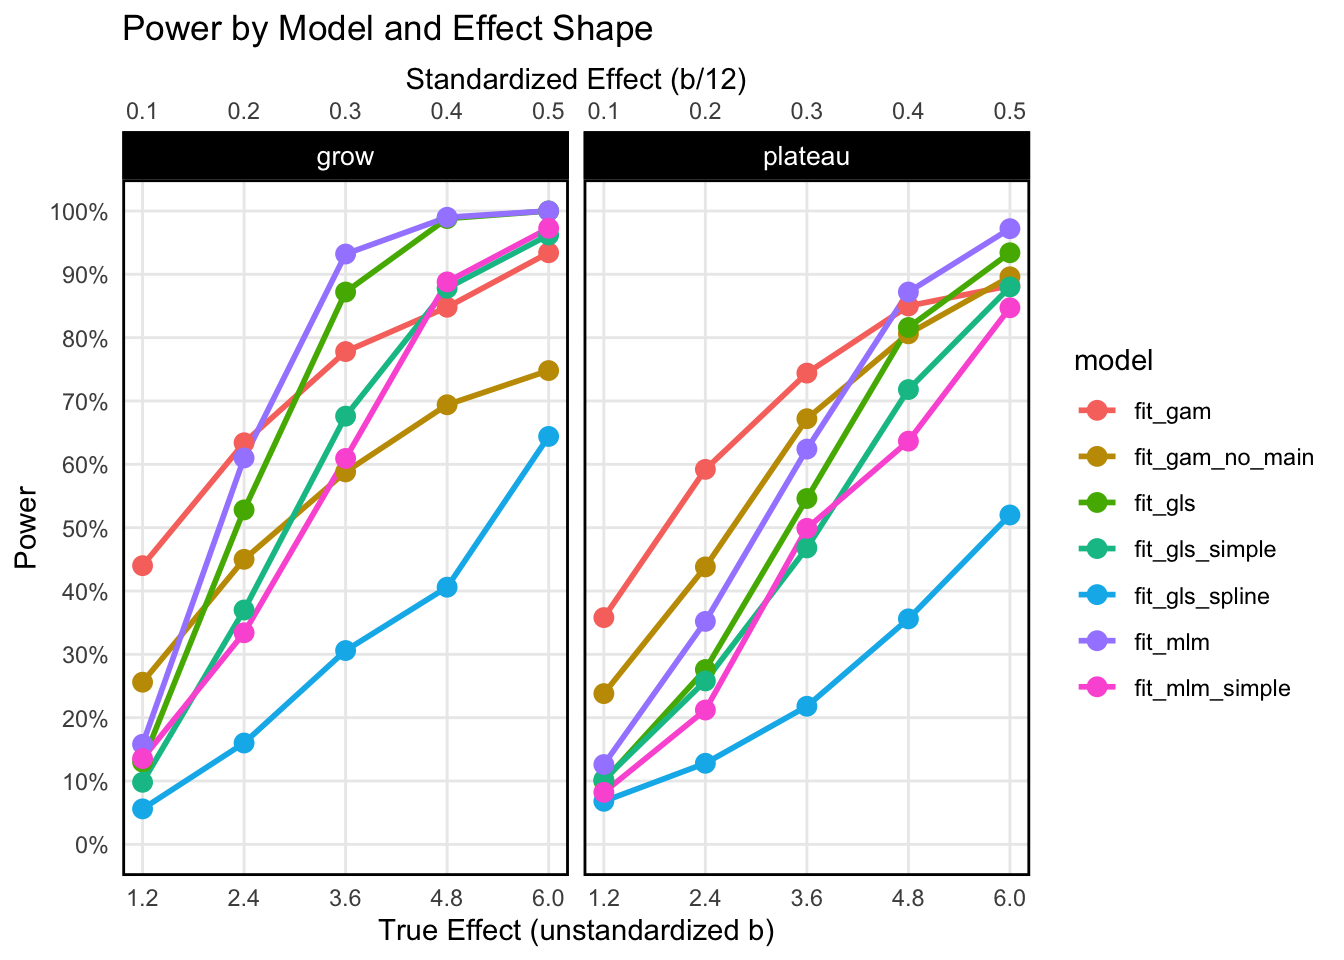 Power by Model and Effect Shape
Standardized Effect (b/12)
0.1 0.2 0.3 0.4 0.5 0.1 0.2 0.3 0.4 0.5
grow plateau
100%
90%
80%
70%
60%
50%
40%
30%
20%
10%
0%
Power
1.2 2.4 3.6 4.8 6.0 1.2 2.4 3.6 4.8 6.0
True Effect (unstandardized b)
model
fit_gam
fit_gam_no_main
fit_gls
fit_gls_simple
fit_gls_spline
fit_mlm
fit_mlm_simple